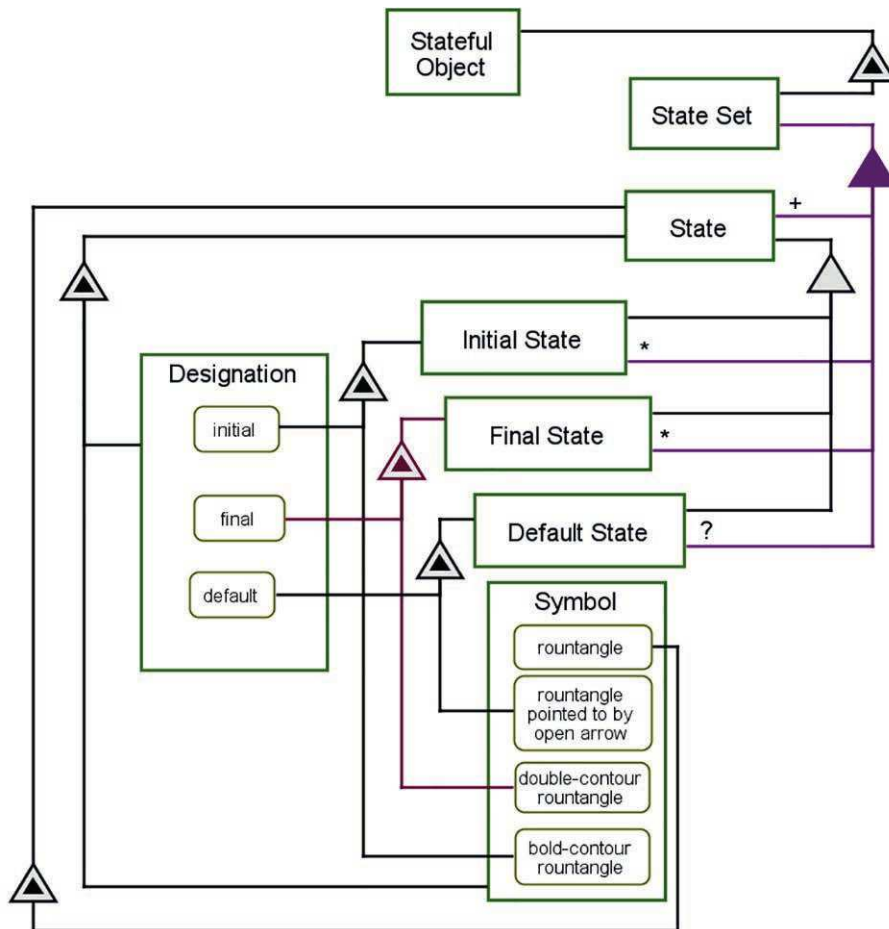 Stateful
Object
State Set
+
State
Initial State
*
Designation
initial
Final State
*
final
Default State
?
default
Symbol
rountangle
rountangle
pointed to by
open arrow
double-contour
rountangle
bold-contour
rountangle